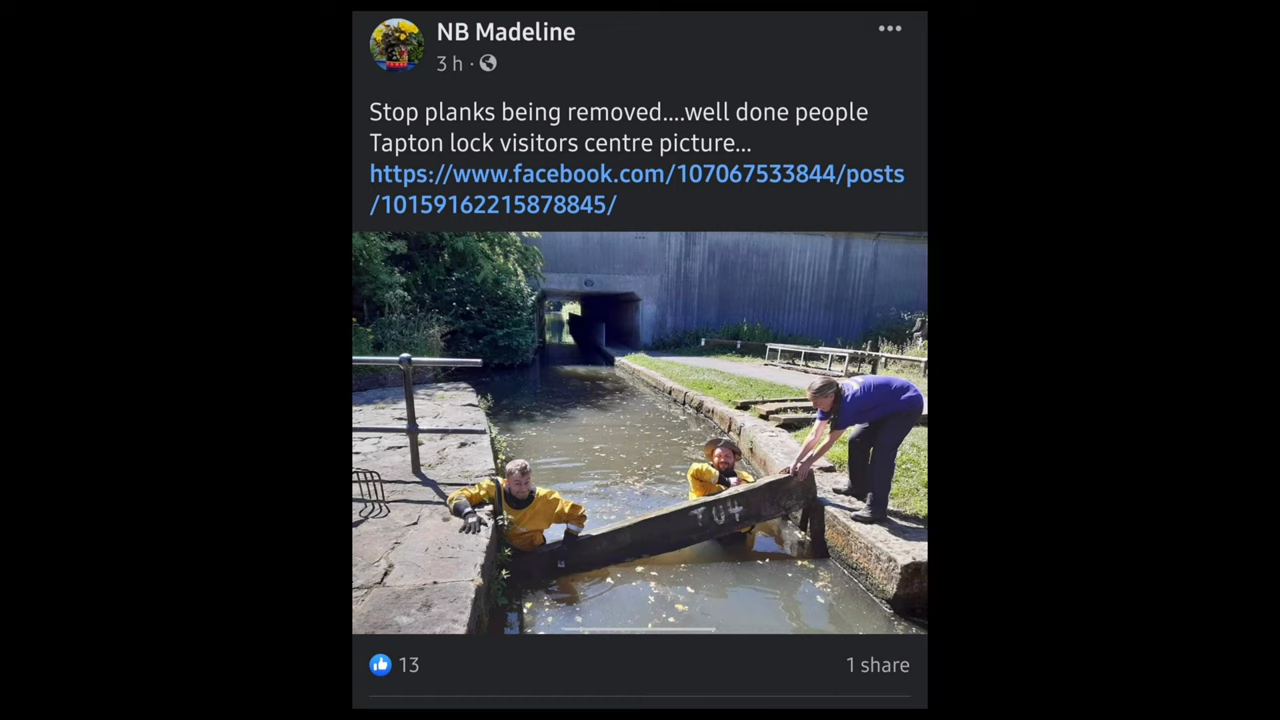 NB Madeline
3 h ·
Stop planks being removed....well done people
Tapton lock visitors centre picture...
https://www.facebook.com/107067533844/posts
/10159162215878845/
TU4
13
1 share